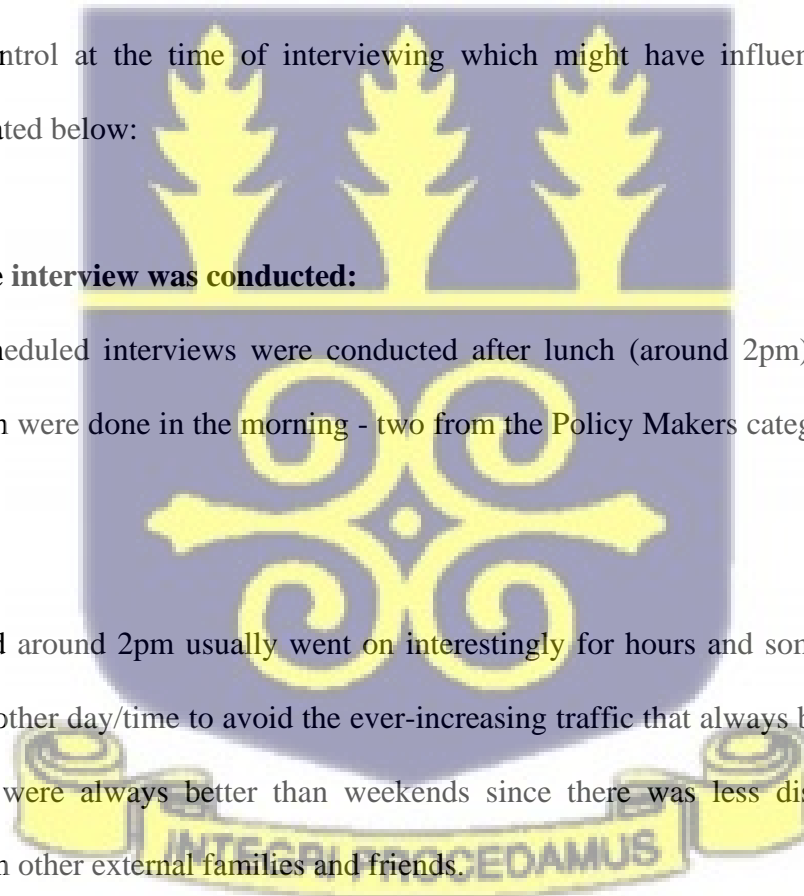 ntrol at the time of interviewing which might have influen
ated below:
e interview was conducted:
heduled interviews were conducted after lunch (around 2pm)
n were done in the morning - two from the Policy Makers categ
d around 2pm usually went on interestingly for hours and som
other day/time to avoid the ever-increasing traffic that always b
were always better than weekends since there was less dis
n other external families and friends.
INTEGRI PROCEDAMUS